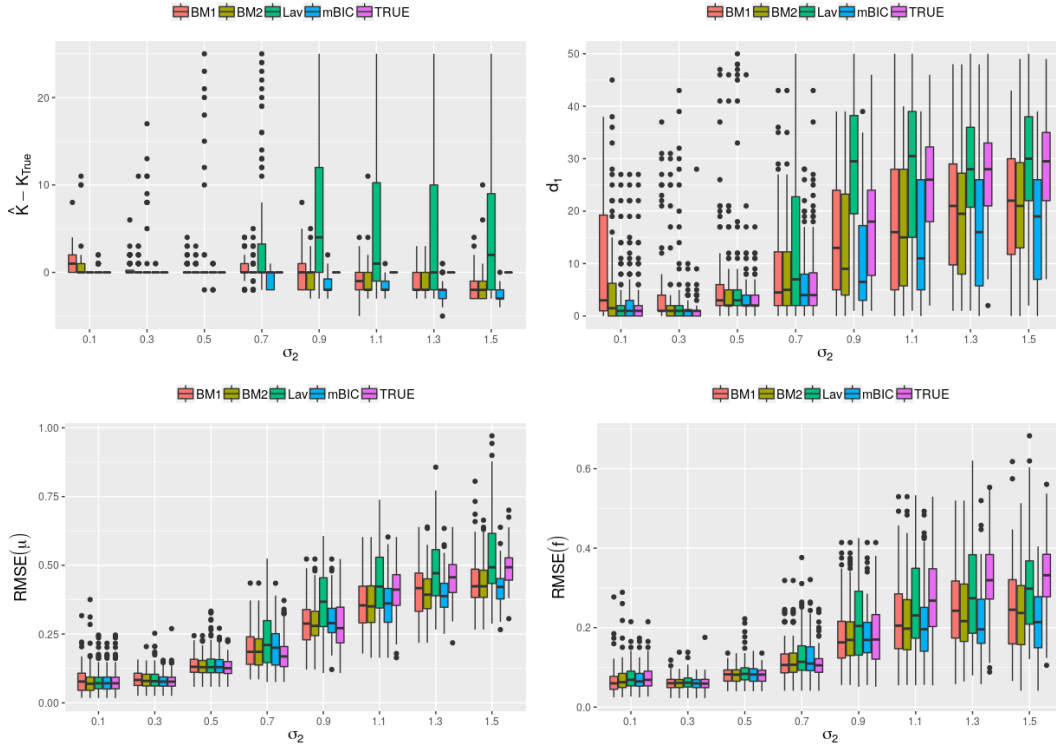 BM1 BM2 Lav mBIC TRUE
20
10
0
K̂ − K_True
0.1 0.3 0.5 0.7 0.9 1.1 1.3 1.5
σ₂
BM1 BM2 Lav mBIC TRUE
50
40
30
20
10
0
d₁
0.1 0.3 0.5 0.7 0.9 1.1 1.3 1.5
σ₂
BM1 BM2 Lav mBIC TRUE
1.00
0.75
0.50
0.25
0.00
RMSE(μ)
0.1 0.3 0.5 0.7 0.9 1.1 1.3 1.5
σ₂
BM1 BM2 Lav mBIC TRUE
0.6
0.4
0.2
0.0
RMSE(f)
0.1 0.3 0.5 0.7 0.9 1.1 1.3 1.5
σ₂